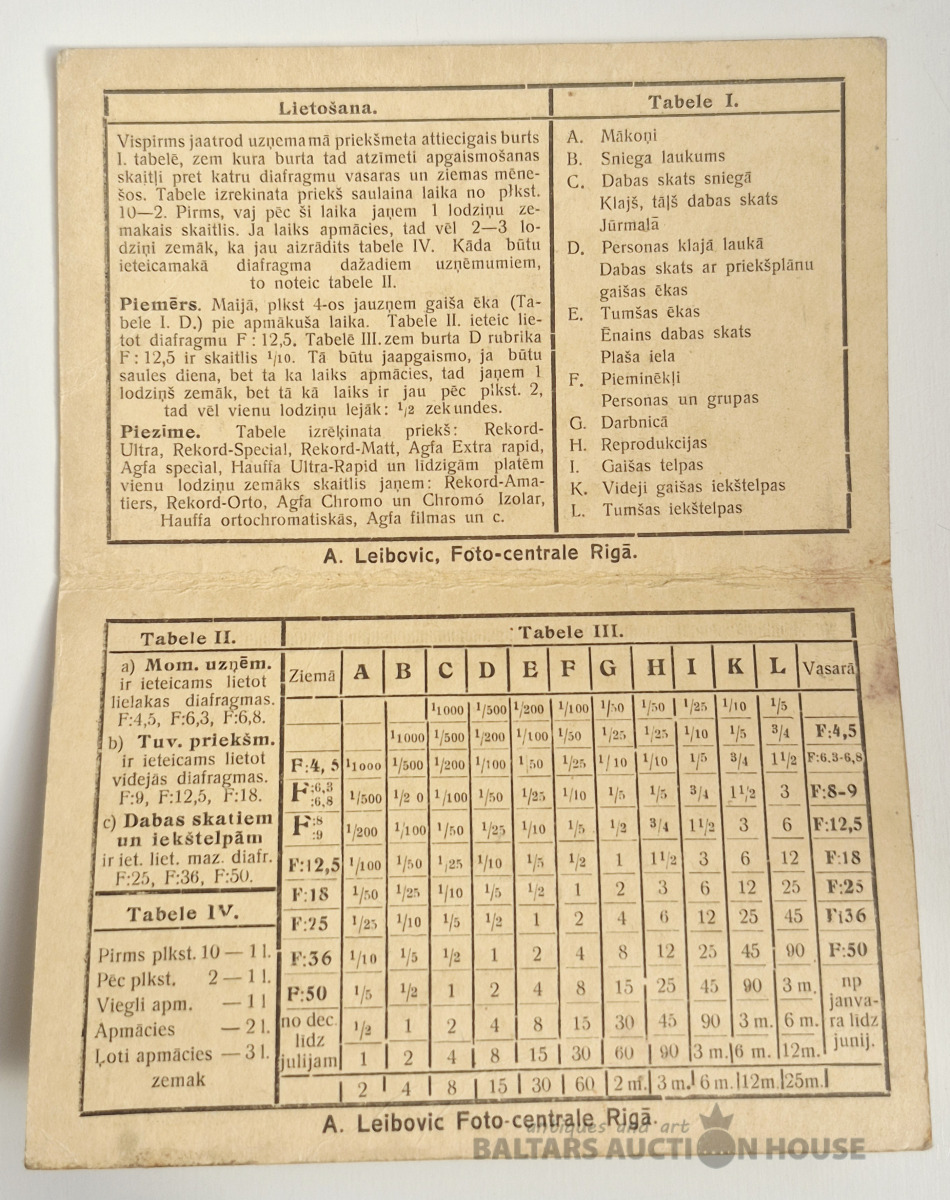 Lietošana.
Vispirms jaatrod uzņemamā priekšmeta attiecigais burts
I. tabelē, zem kura burta tad atzīmeti apgaismošanas
skaitļi pret katru diafragmu vasaras un ziemas mēne-
šos. Tabele izrekinata priekš saulaina laika no plkst.
10—2. Pirms, vaj pēc ši laika jaņem 1 lodziņu ze-
makais skaitlis. Ja laiks apmācies, tad vēl 2—3 lo-
dziņi zemāk, ka jau aizrādits tabele IV. Kāda būtu
ieteicamakā diafragma dažadiem uzņēmumiem,
to noteic tabele II.
Piemērs. Maijā, plkst 4-os jauzņem gaiša ēka (Ta-
bele I. D.) pie apmākuša laika. Tabele II. ieteic lie-
tot diafragmu F : 12,5. Tabelē III. zem burta D rubrika
F : 12,5 ir skaitlis 1/10. Tā būtu jaapgaismo, ja būtu
saules diena, bet ta ka laiks apmācies, tad jaņem 1
lodziņš zemāk, bet tā kā laiks ir jau pēc plkst. 2,
tad vēl vienu lodziņu lejāk: 1/2 zekundes.
Piezime. Tabele izrēķinata priekš: Rekord-
Ultra, Rekord-Special, Rekord-Matt, Agfa Extra rapid,
Agfa special, Hauffa Ultra-Rapid un lidzigām platēm
vienu lodziņu zemāks skaitlis jaņem: Rekord-Ama-
tiers, Rekord-Orto, Agfa Chromo un Chromó Izolar,
Hauffa ortochromatiskās, Agfa filmas un c.
Tabele I.
A. Mākoņi
B. Sniega laukums
C. Dabas skats sniegā
Klajš, tāļš dabas skats
Jūrmaļā
D. Personas klajā laukā
Dabas skats ar priekšplānu
gaišas ēkas
E. Tumšas ēkas
Ēnains dabas skats
Plaša iela
F. Pieminēkļi
Personas un grupas
G. Darbnicā
H. Reprodukcijas
I. Gaišas telpas
K. Videji gaišas iekštelpas
L. Tumšas iekštelpas
A. Leibovic, Foto-centrale Rigā.
Tabele II.
a) Mom. uzņēm.
ir ieteicams lietot
lielakas diafragmas.
F:4,5, F:6,3, F:6,8.
b) Tuv. priekšm.
ir ieteicams lietot
videjās diafragmas.
F:9, F:12,5, F:18.
c) Dabas skatiem
un iekštelpām
ir iet. liet. maz. diafr.
F:25, F:36, F:50.
Tabele IV.
Pirms plkst. 10 — 1 l.
Pēc plkst. 2 — 1 l.
Viegli apm. — 1 l
Apmācies — 2 l.
Ļoti apmācies — 3 l.
zemak
Tabele III.
Ziemā A B C D E F G H I K L Vasarā
1/1000 1/500 1/200 1/100 1/50 1/50 1/25 1/10 1/5
1/1000 1/500 1/200 1/100 1/50 1/25 1/25 1/10 1/5 3/4 F:4,5
F:4,5 1/1000 1/500 1/200 1/100 1/50 1/25 1/10 1/10 1/5 3/4 1 1/2 F:6.3-6,8
F:6,3 :6,8 1/500 1/2 0 1/100 1/50 1/25 1/10 1/5 1/5 3/4 1 1/2 3 F:8-9
F:8 :9 1/200 1/100 1/50 1/25 1/10 1/5 1/2 3/4 1 1/2 3 6 F:12,5
F:12,5 1/100 1/50 1/25 1/10 1/5 1/2 1 1 1/2 3 6 12 F:18
F:18 1/50 1/25 1/10 1/5 1/2 1 2 3 6 12 25 F:25
F:25 1/25 1/10 1/5 1/2 1 2 4 6 12 25 45 F:36
F:36 1/10 1/5 1/2 1 2 4 8 12 25 45 90 F:50
F:50 1/5 1/2 1 2 4 8 15 25 45 90 3 m. np
no dec. 1/2 1 2 4 8 15 30 45 90 3 m. 6 m. janva-
līdz ra līdz
julijam 1 2 4 8 15 30 60 90 3 m. 6 m. 12m. junij.
2 4 8 15 30 60 2 m. 3 m. 6 m. 12m. 25m.
A. Leibovic Foto-centrale Rigā.
antiques and art
BALTARS AUCTION HOUSE